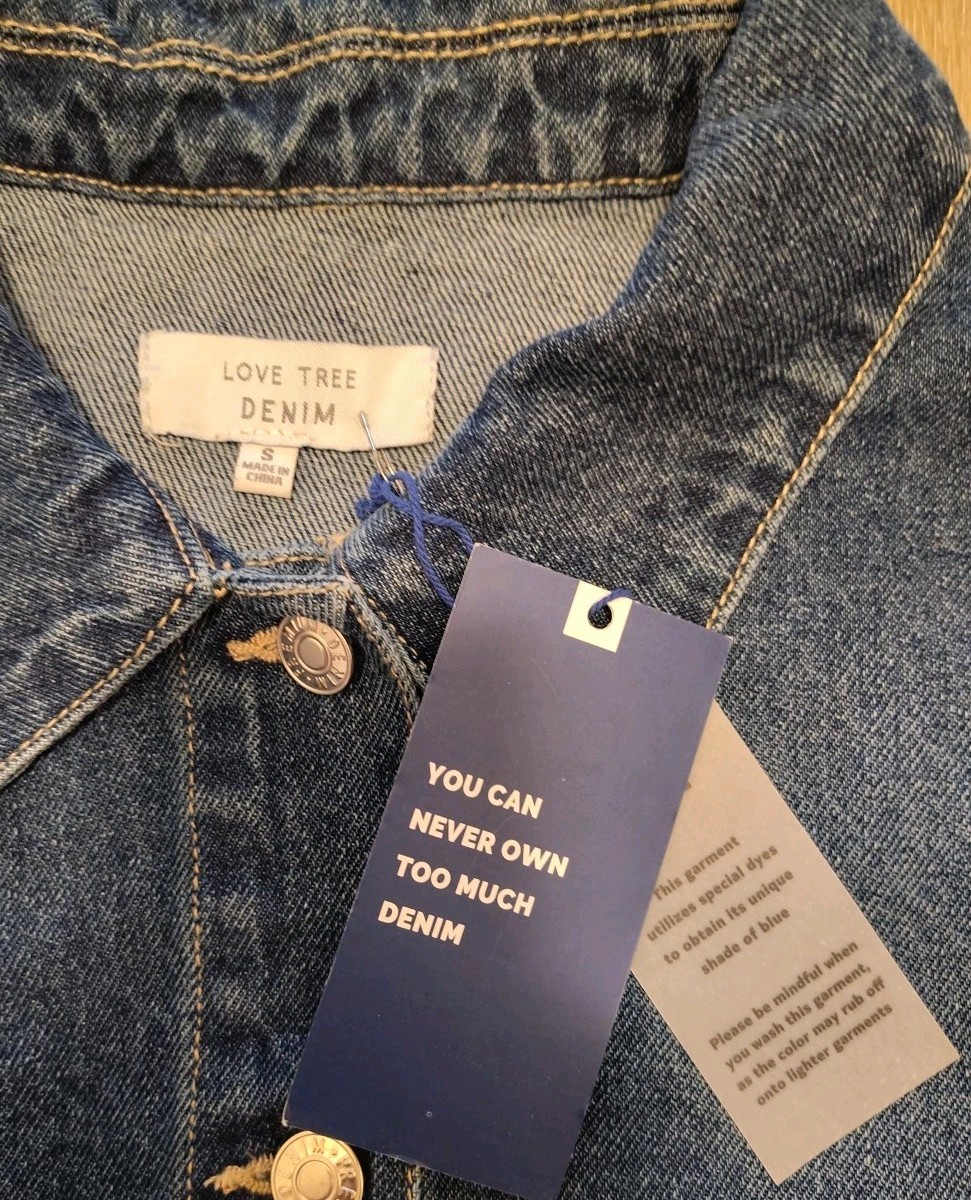 LOVE TREE
DENIM
S
MADE IN
CHINA
DENIM
YOU CAN
NEVER OWN
TOO MUCH
DENIM
This garment
utilizes special dyes
to obtain its unique
shade of blue
Please be mindful when
you wash this garment,
as the color may rub off
onto lighter garments
DENIM